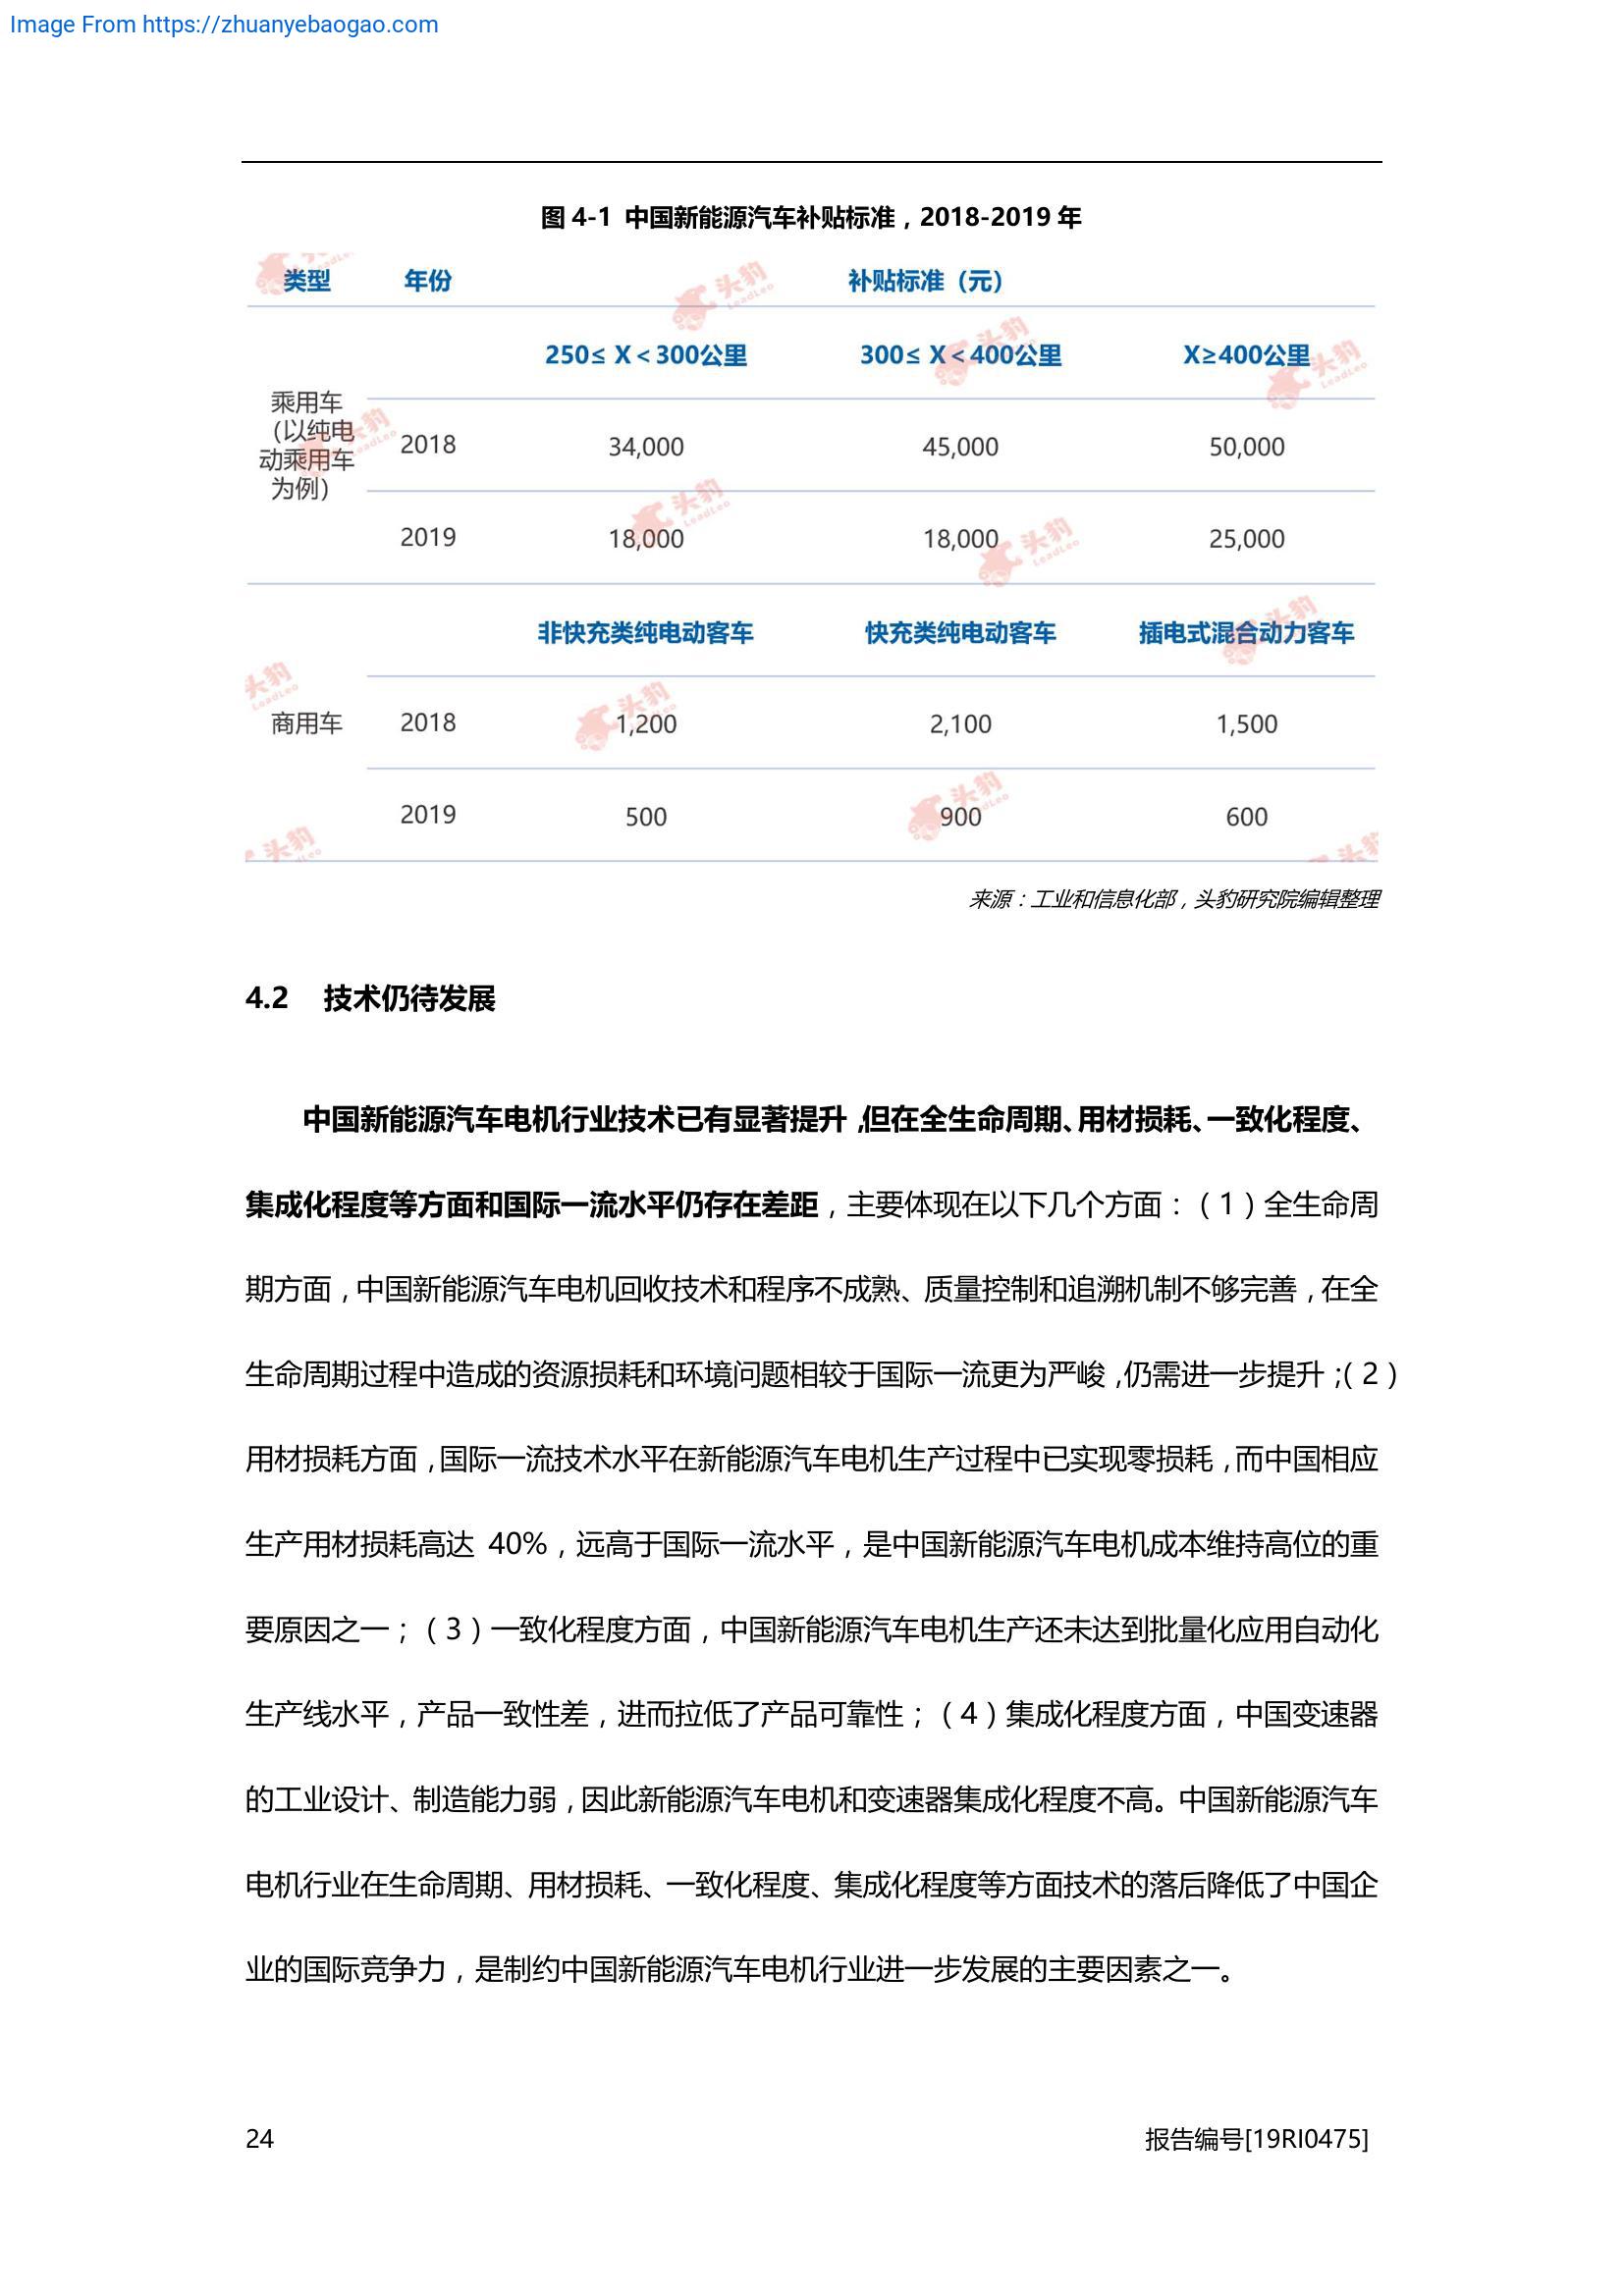 Image From https://zhuanyebaogao.com
图 4-1 中国新能源汽车补贴标准，2018-2019 年
类型 年份 补贴标准（元）
250≤ X＜300公里 300≤ X＜400公里 X≥400公里
乘用车
（以纯电
动乘用车
为例）
2018 34,000 45,000 50,000
2019 18,000 18,000 25,000
非快充类纯电动客车 快充类纯电动客车 插电式混合动力客车
商用车 2018 1,200 2,100 1,500
2019 500 900 600
头豹 LeadLeo
来源：工业和信息化部，头豹研究院编辑整理
4.2 技术仍待发展
中国新能源汽车电机行业技术已有显著提升，但在全生命周期、用材损耗、一致化程度、
集成化程度等方面和国际一流水平仍存在差距，主要体现在以下几个方面：（1）全生命周
期方面，中国新能源汽车电机回收技术和程序不成熟、质量控制和追溯机制不够完善，在全
生命周期过程中造成的资源损耗和环境问题相较于国际一流更为严峻，仍需进一步提升；（2）
用材损耗方面，国际一流技术水平在新能源汽车电机生产过程中已实现零损耗，而中国相应
生产用材损耗高达 40%，远高于国际一流水平，是中国新能源汽车电机成本维持高位的重
要原因之一；（3）一致化程度方面，中国新能源汽车电机生产还未达到批量化应用自动化
生产线水平，产品一致性差，进而拉低了产品可靠性；（4）集成化程度方面，中国变速器
的工业设计、制造能力弱，因此新能源汽车电机和变速器集成化程度不高。中国新能源汽车
电机行业在生命周期、用材损耗、一致化程度、集成化程度等方面技术的落后降低了中国企
业的国际竞争力，是制约中国新能源汽车电机行业进一步发展的主要因素之一。
24 报告编号[19RI0475]